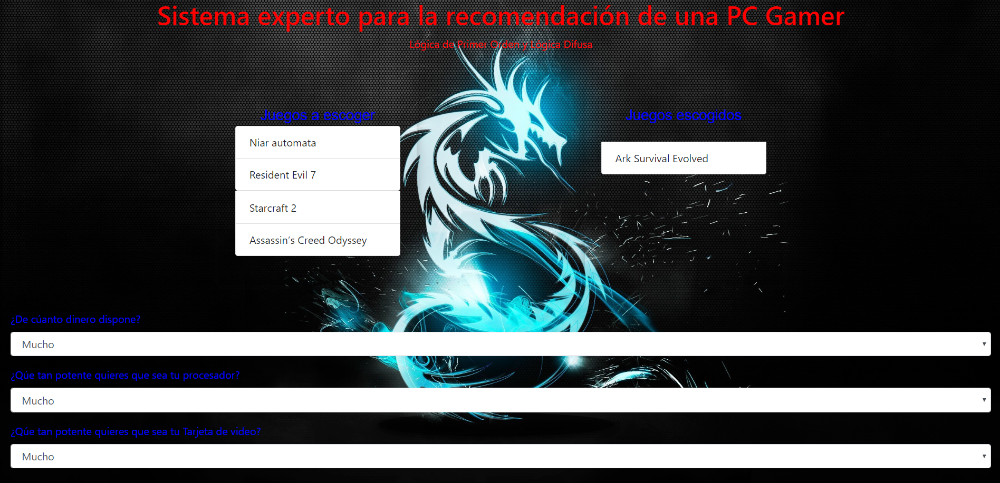 Sistema experto para la recomendación de una PC Gamer
Lógica de Primer Orden y Lógica Difusa
Juegos a escoger
Niar automata
Resident Evil 7
Starcraft 2
Assassin’s Creed Odyssey
Juegos escogidos
Ark Survival Evolved
¿De cúanto dinero dispone?
Mucho
¿Qúe tan potente quieres que sea tu procesador?
Mucho
¿Qúe tan potente quieres que sea tu Tarjeta de video?
Mucho